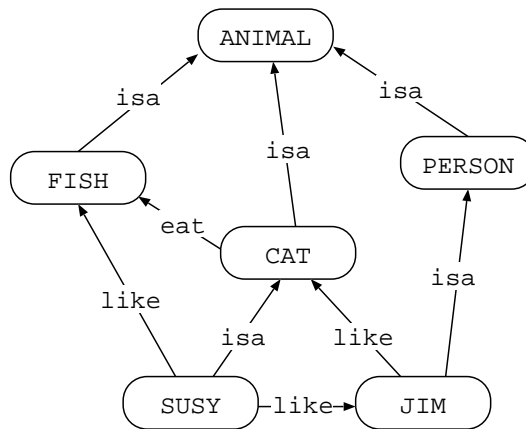 ANIMAL
isa
isa
isa
FISH
PERSON
eat
CAT
like
isa
like
isa
SUSY
like
JIM